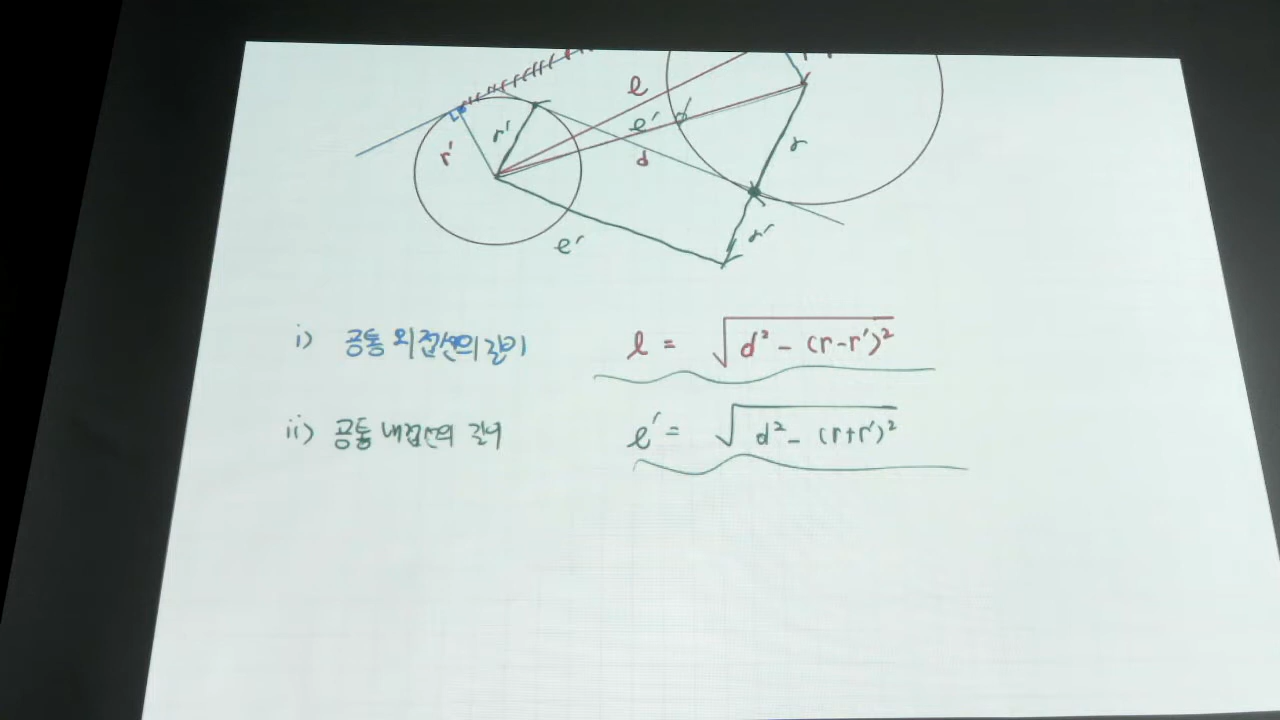 l
r'
l'
d
r'
r
d
l'
r'
i) 공통 외접선의 길이 l = √d² - (r-r')²
ii) 공통 내접선의 길이 l' = √d² - (r+r')²